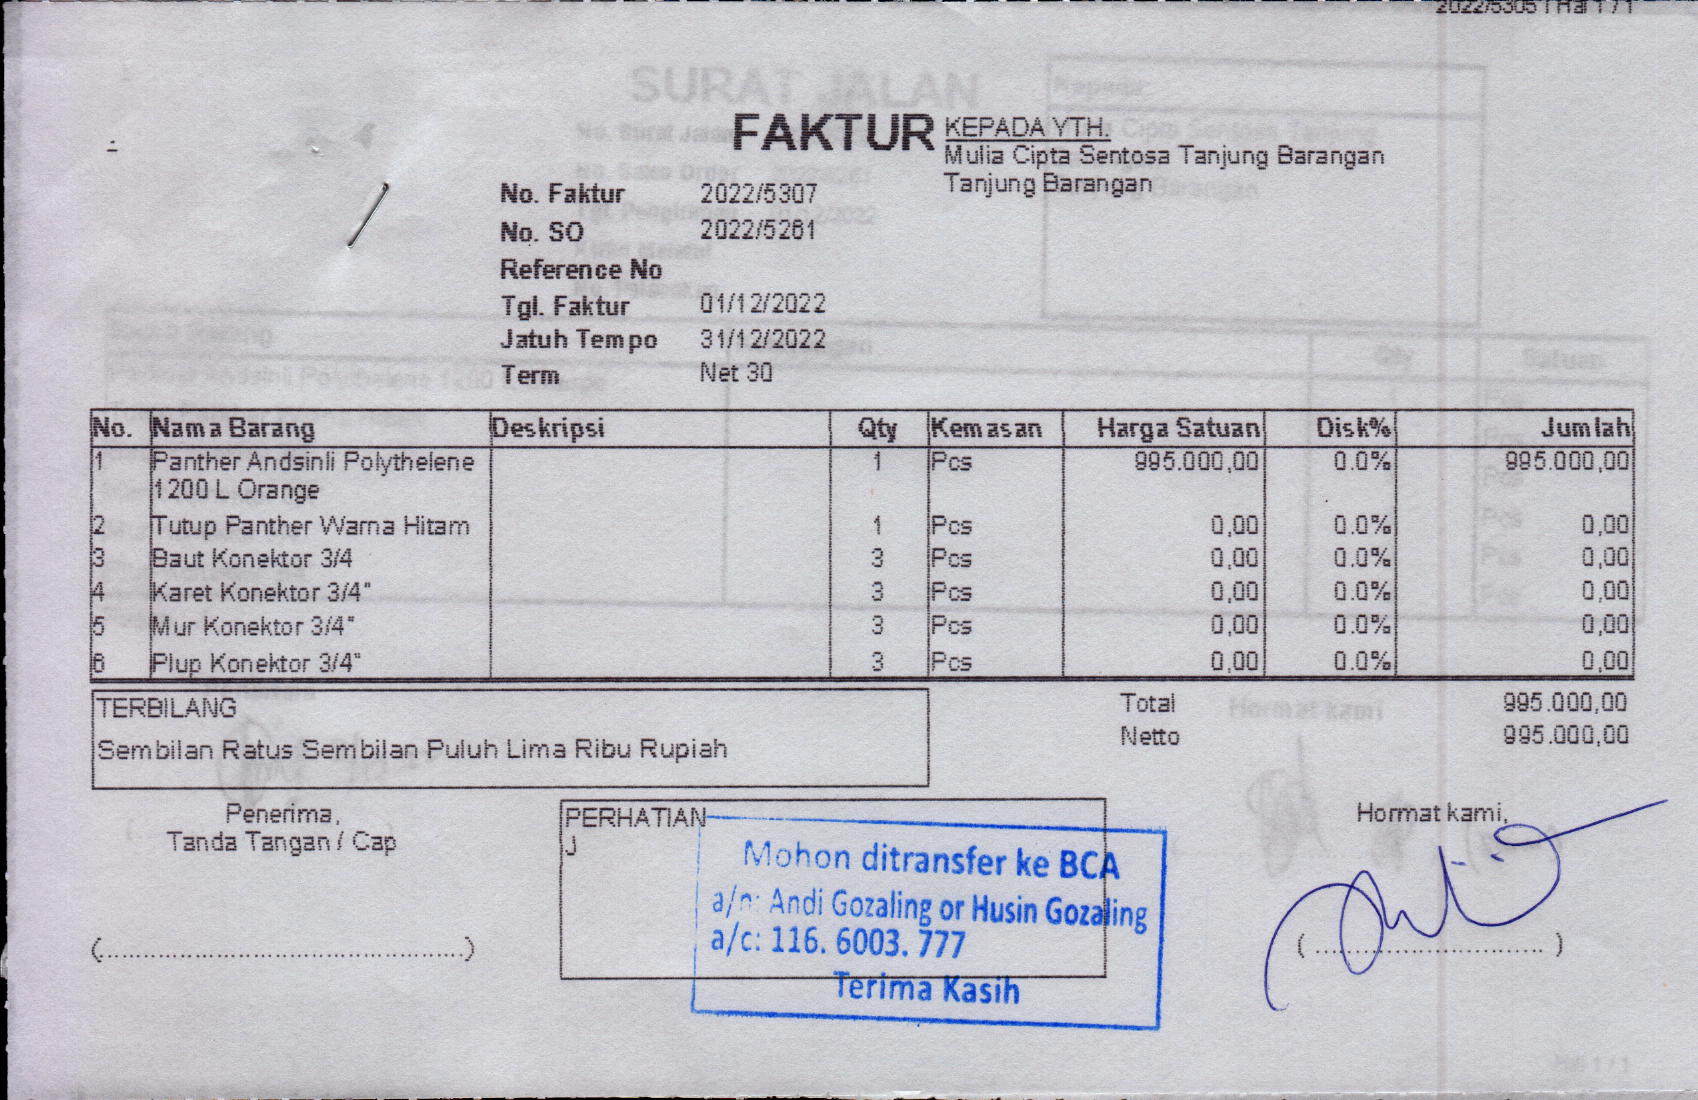 FAKTUR
KEPADA YTH.
Mulia Cipta Sentosa Tanjung Barangan
Tanjung Barangan
No. Faktur 2022/5307
No. SO 2022/5261
Reference No
Tgl. Faktur 01/12/2022
Jatuh Tempo 31/12/2022
Term Net 30
No. Nama Barang Deskripsi Qty Kemasan Harga Satuan Disk% Jumlah
1 Panther Andsinli Polythelene 1 Pcs 995.000,00 0.0% 995.000,00
1200 L Orange
2 Tutup Panther Warna Hitam 1 Pcs 0,00 0.0% 0,00
3 Baut Konektor 3/4 3 Pcs 0,00 0.0% 0,00
4 Karet Konektor 3/4" 3 Pcs 0,00 0.0% 0,00
5 Mur Konektor 3/4" 3 Pcs 0,00 0.0% 0,00
6 Plup Konektor 3/4" 3 Pcs 0,00 0.0% 0,00
TERBILANG
Sembilan Ratus Sembilan Puluh Lima Ribu Rupiah
Total 995.000,00
Netto 995.000,00
Penerima,
Tanda Tangan / Cap
PERHATIAN
J
Mohon ditransfer ke BCA
a/n: Andi Gozaling or Husin Gozaling
a/c: 116. 6003. 777
Terima Kasih
Hormat kami,
SURAT JALAN